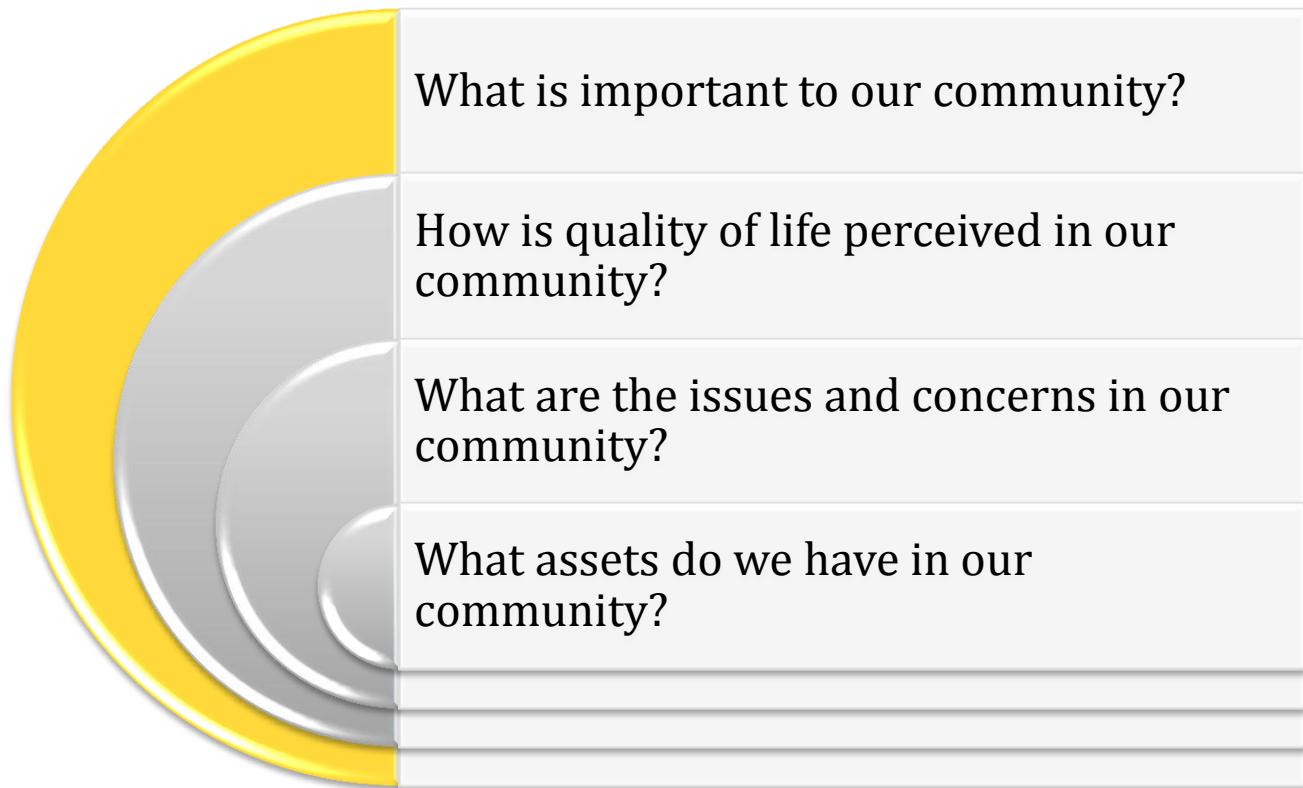 What is important to our community?
How is quality of life perceived in our
community?
What are the issues and concerns in our
community?
What assets do we have in our
community?